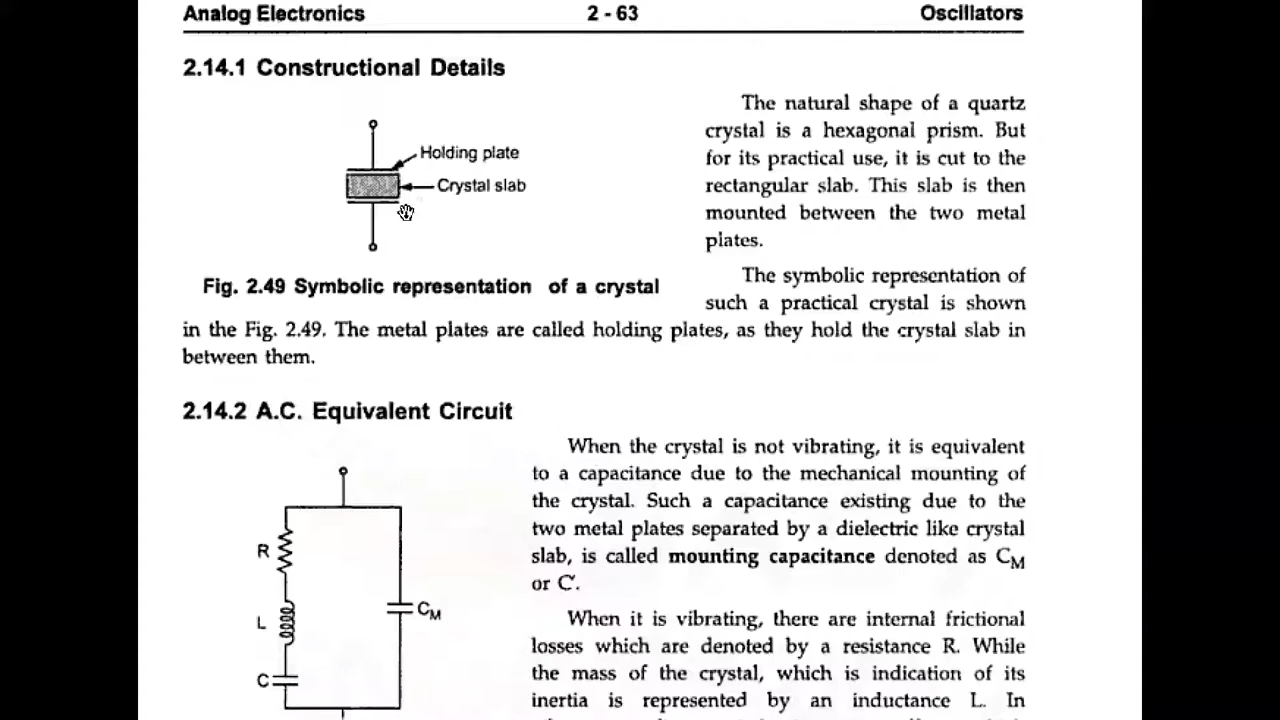 Analog Electronics 2 - 63 Oscillators
2.14.1 Constructional Details
Holding plate
Crystal slab
Fig. 2.49 Symbolic representation of a crystal
The natural shape of a quartz
crystal is a hexagonal prism. But
for its practical use, it is cut to the
rectangular slab. This slab is then
mounted between the two metal
plates.
The symbolic representation of
such a practical crystal is shown
in the Fig. 2.49. The metal plates are called holding plates, as they hold the crystal slab in
between them.
2.14.2 A.C. Equivalent Circuit
R
L
C
CM
When the crystal is not vibrating, it is equivalent
to a capacitance due to the mechanical mounting of
the crystal. Such a capacitance existing due to the
two metal plates separated by a dielectric like crystal
slab, is called mounting capacitance denoted as CM
or C'.
When it is vibrating, there are internal frictional
losses which are denoted by a resistance R. While
the mass of the crystal, which is indication of its
inertia is represented by an inductance L. In